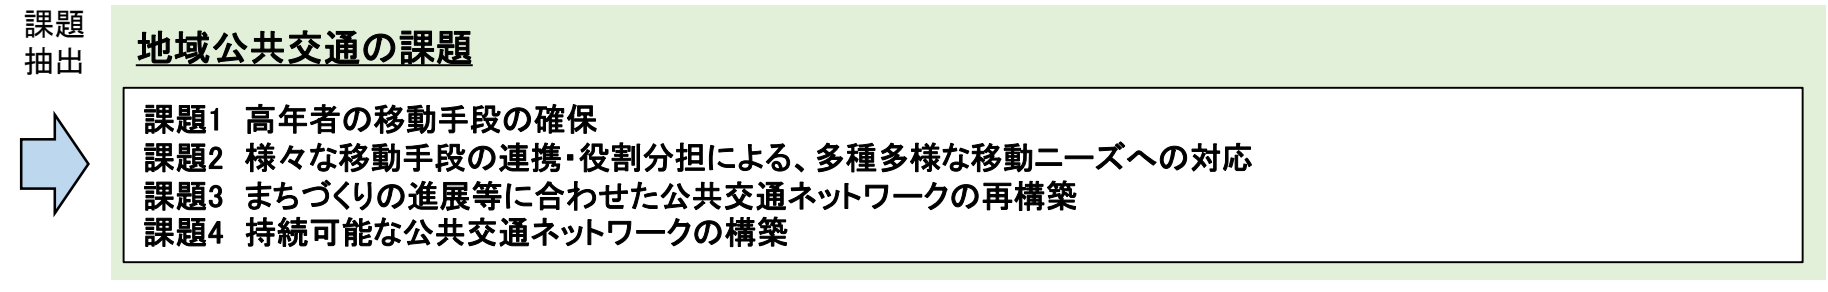 課題
抽出
地域公共交通の課題
課題1　高年者の移動手段の確保
課題2　様々な移動手段の連携・役割分担による、多種多様な移動ニーズへの対応
課題3　まちづくりの進展等に合わせた公共交通ネットワークの再構築
課題4　持続可能な公共交通ネットワークの構築